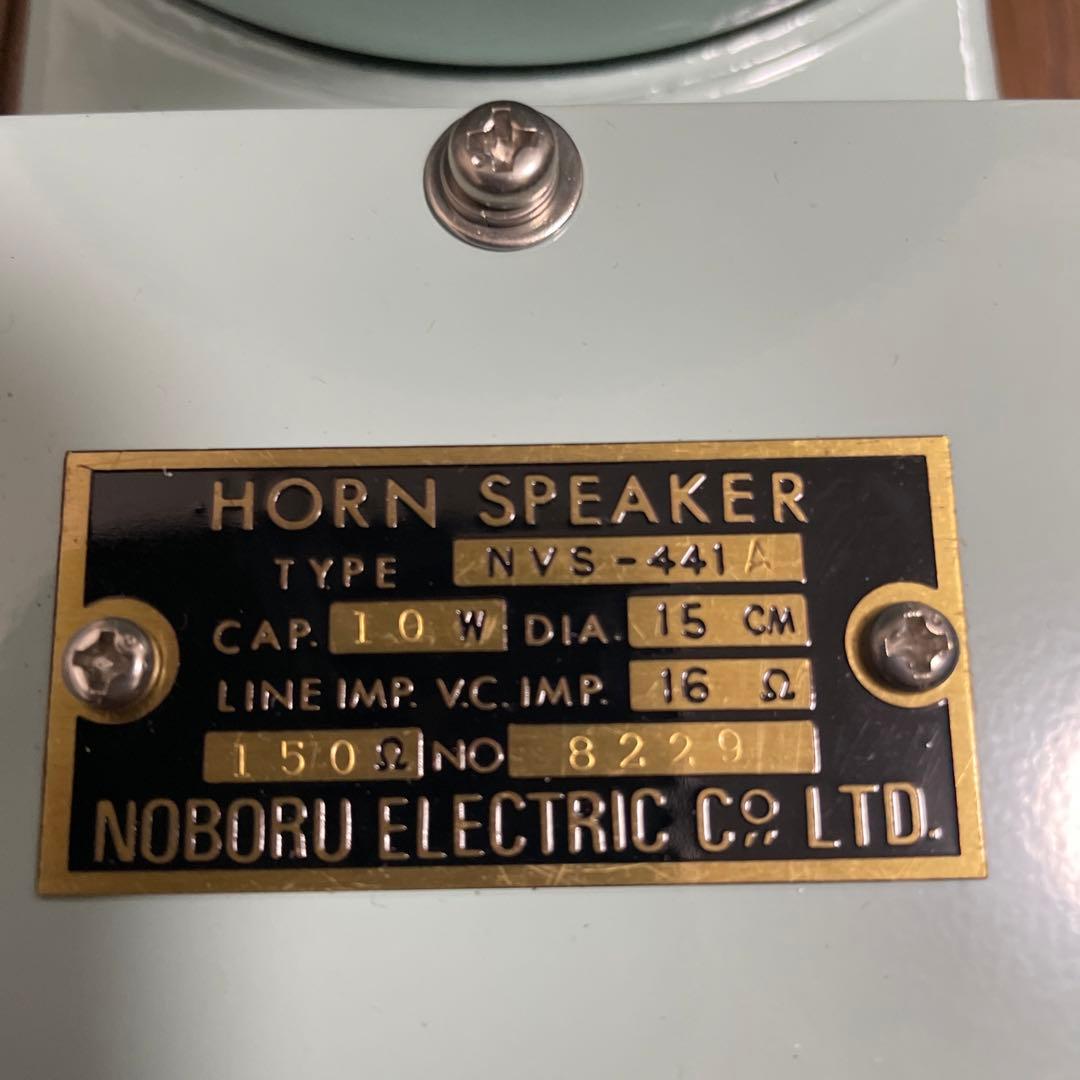 HORN SPEAKER
TYPE NVS-441A
CAP. 10 W DIA. 15 CM
LINE IMP. V.C. IMP. 16 Ω
150Ω NO 8229
NOBORU ELECTRIC Co., LTD.